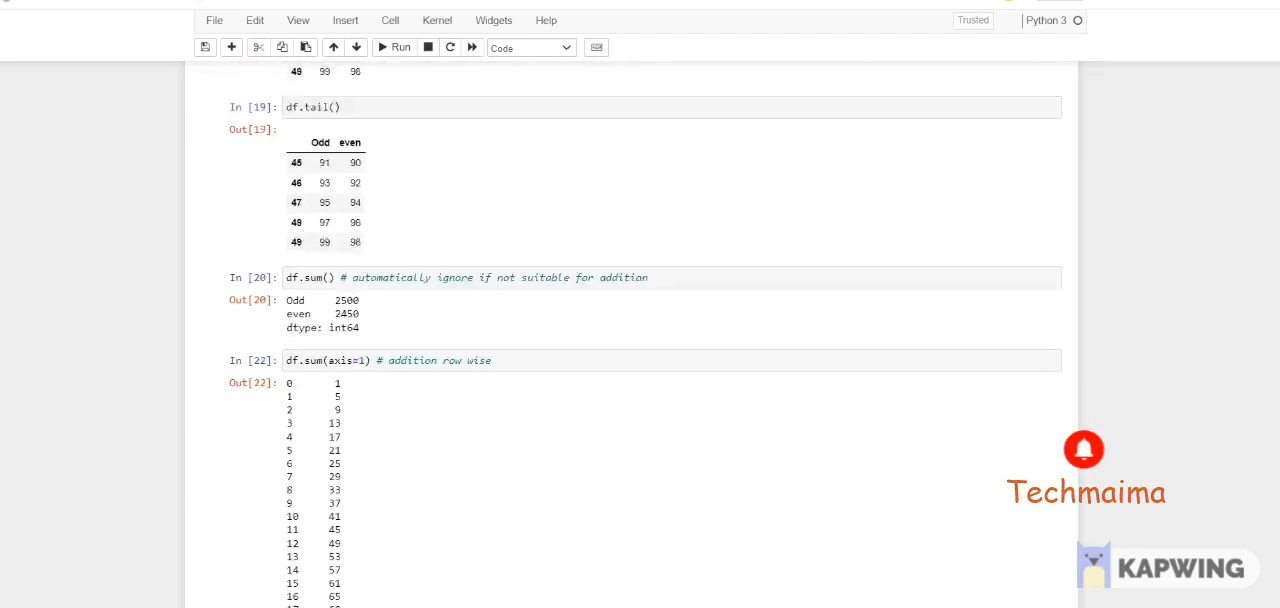 File Edit View Insert Cell Kernel Widgets Help Trusted Python 3
Run Code
49 99 98
In [19]: df.tail()
Out[19]:
Odd even
45 91 90
46 93 92
47 95 94
48 97 96
49 99 98
In [20]: df.sum() # automatically ignore if not suitable for addition
Out[20]: Odd 2500
even 2450
dtype: int64
In [22]: df.sum(axis=1) # addition row wise
Out[22]: 0 1
1 5
2 9
3 13
4 17
5 21
6 25
7 29
8 33
9 37
10 41
11 45
12 49
13 53
14 57
15 61
16 65
Techmaima
KAPWING